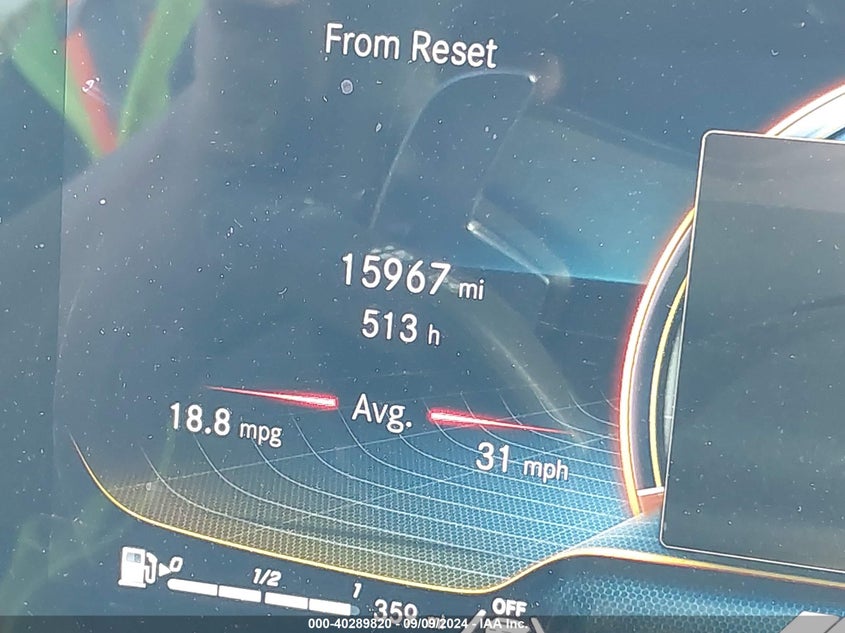 From Reset
15967 mi
513 h
Avg.
18.8 mpg
31 mph
0 1/2 1
359
OFF
000-40289820 - 09/09/2024 - IAA Inc.